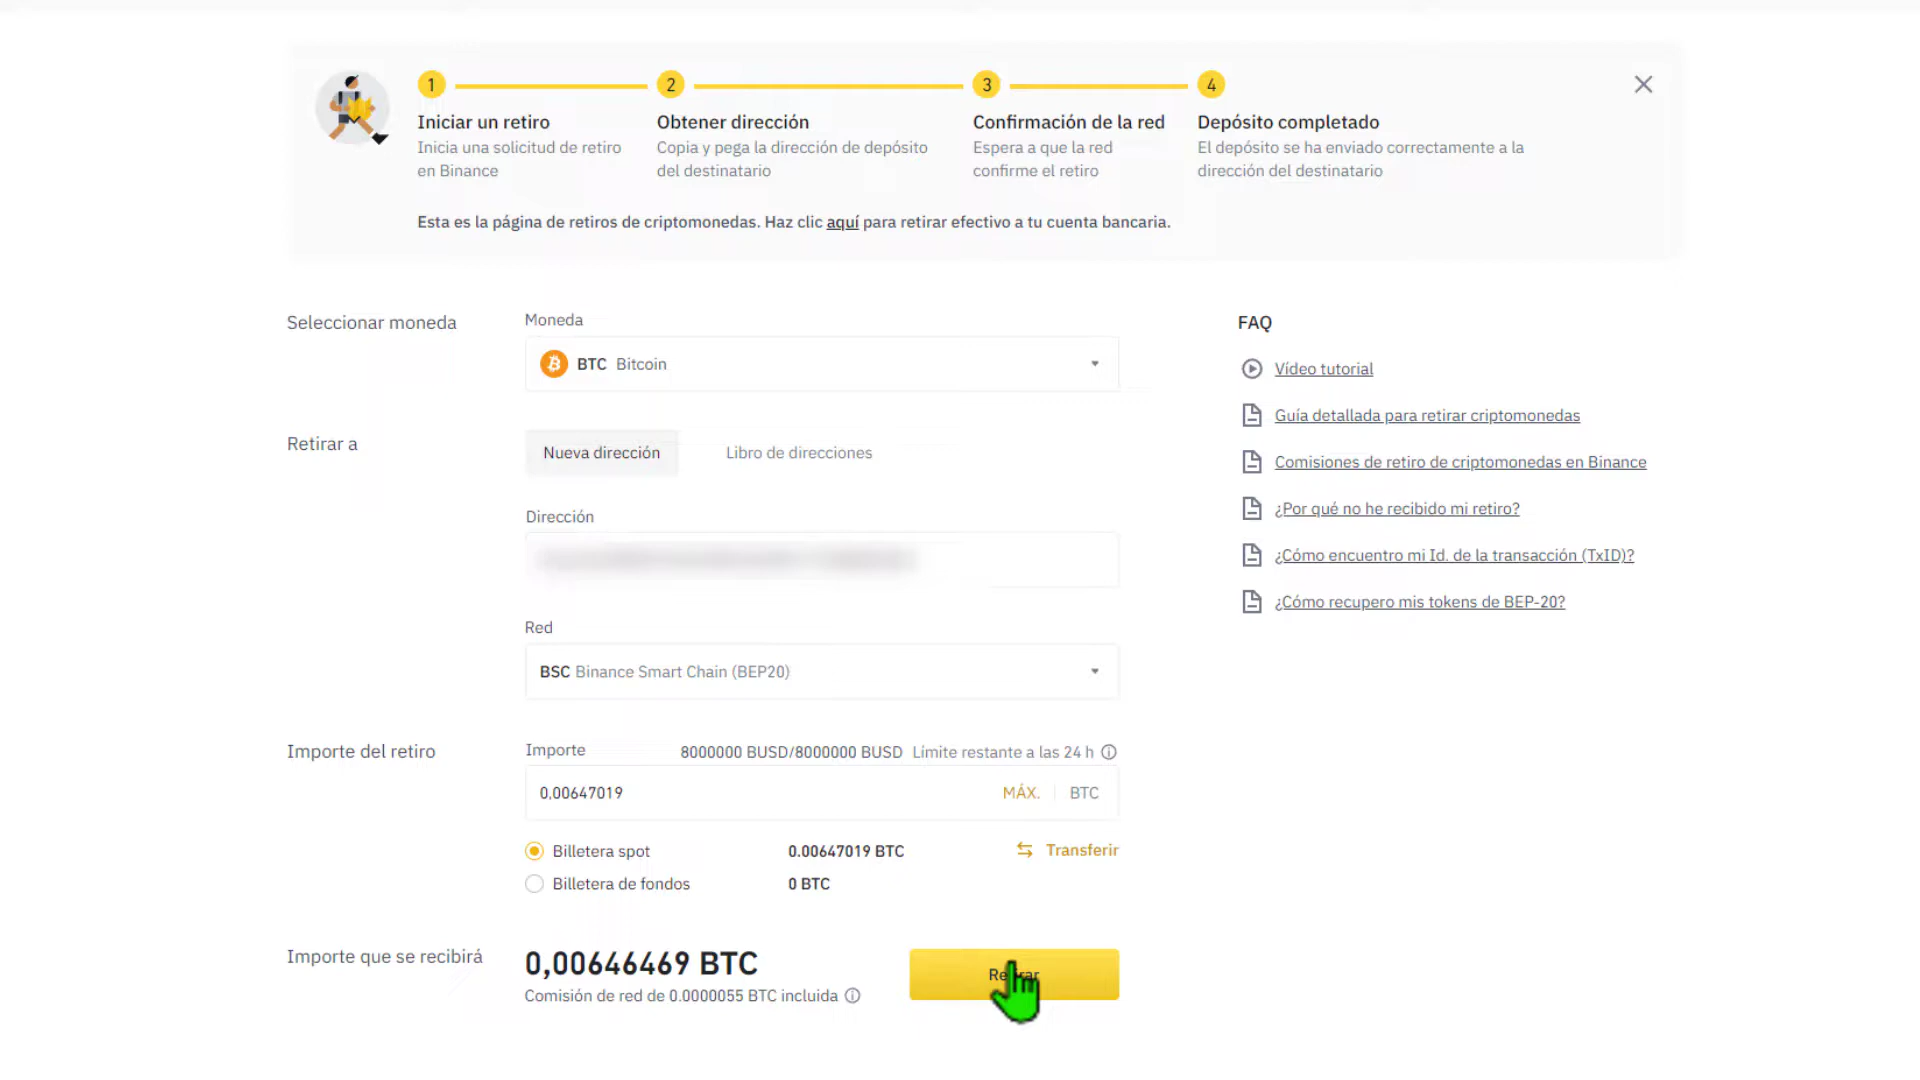 1
2
3
4
Iniciar un retiro
Inicia una solicitud de retiro
en Binance
Obtener dirección
Copia y pega la dirección de depósito
del destinatario
Confirmación de la red
Espera a que la red
confirme el retiro
Depósito completado
El depósito se ha enviado correctamente a la
dirección del destinatario
Esta es la página de retiros de criptomonedas. Haz clic aquí para retirar efectivo a tu cuenta bancaria.
Seleccionar moneda
Moneda
BTC Bitcoin
Retirar a
Nueva dirección
Libro de direcciones
Dirección
Red
BSC Binance Smart Chain (BEP20)
Importe del retiro
Importe
8000000 BUSD/8000000 BUSD Límite restante a las 24 h
0,00647019
MÁX.
BTC
Billetera spot
0.00647019 BTC
Transferir
Billetera de fondos
0 BTC
Importe que se recibirá
0,00646469 BTC
Comisión de red de 0.0000055 BTC incluida
Retirar
FAQ
Vídeo tutorial
Guía detallada para retirar criptomonedas
Comisiones de retiro de criptomonedas en Binance
¿Por qué no he recibido mi retiro?
¿Cómo encuentro mi Id. de la transacción (TxID)?
¿Cómo recupero mis tokens de BEP-20?